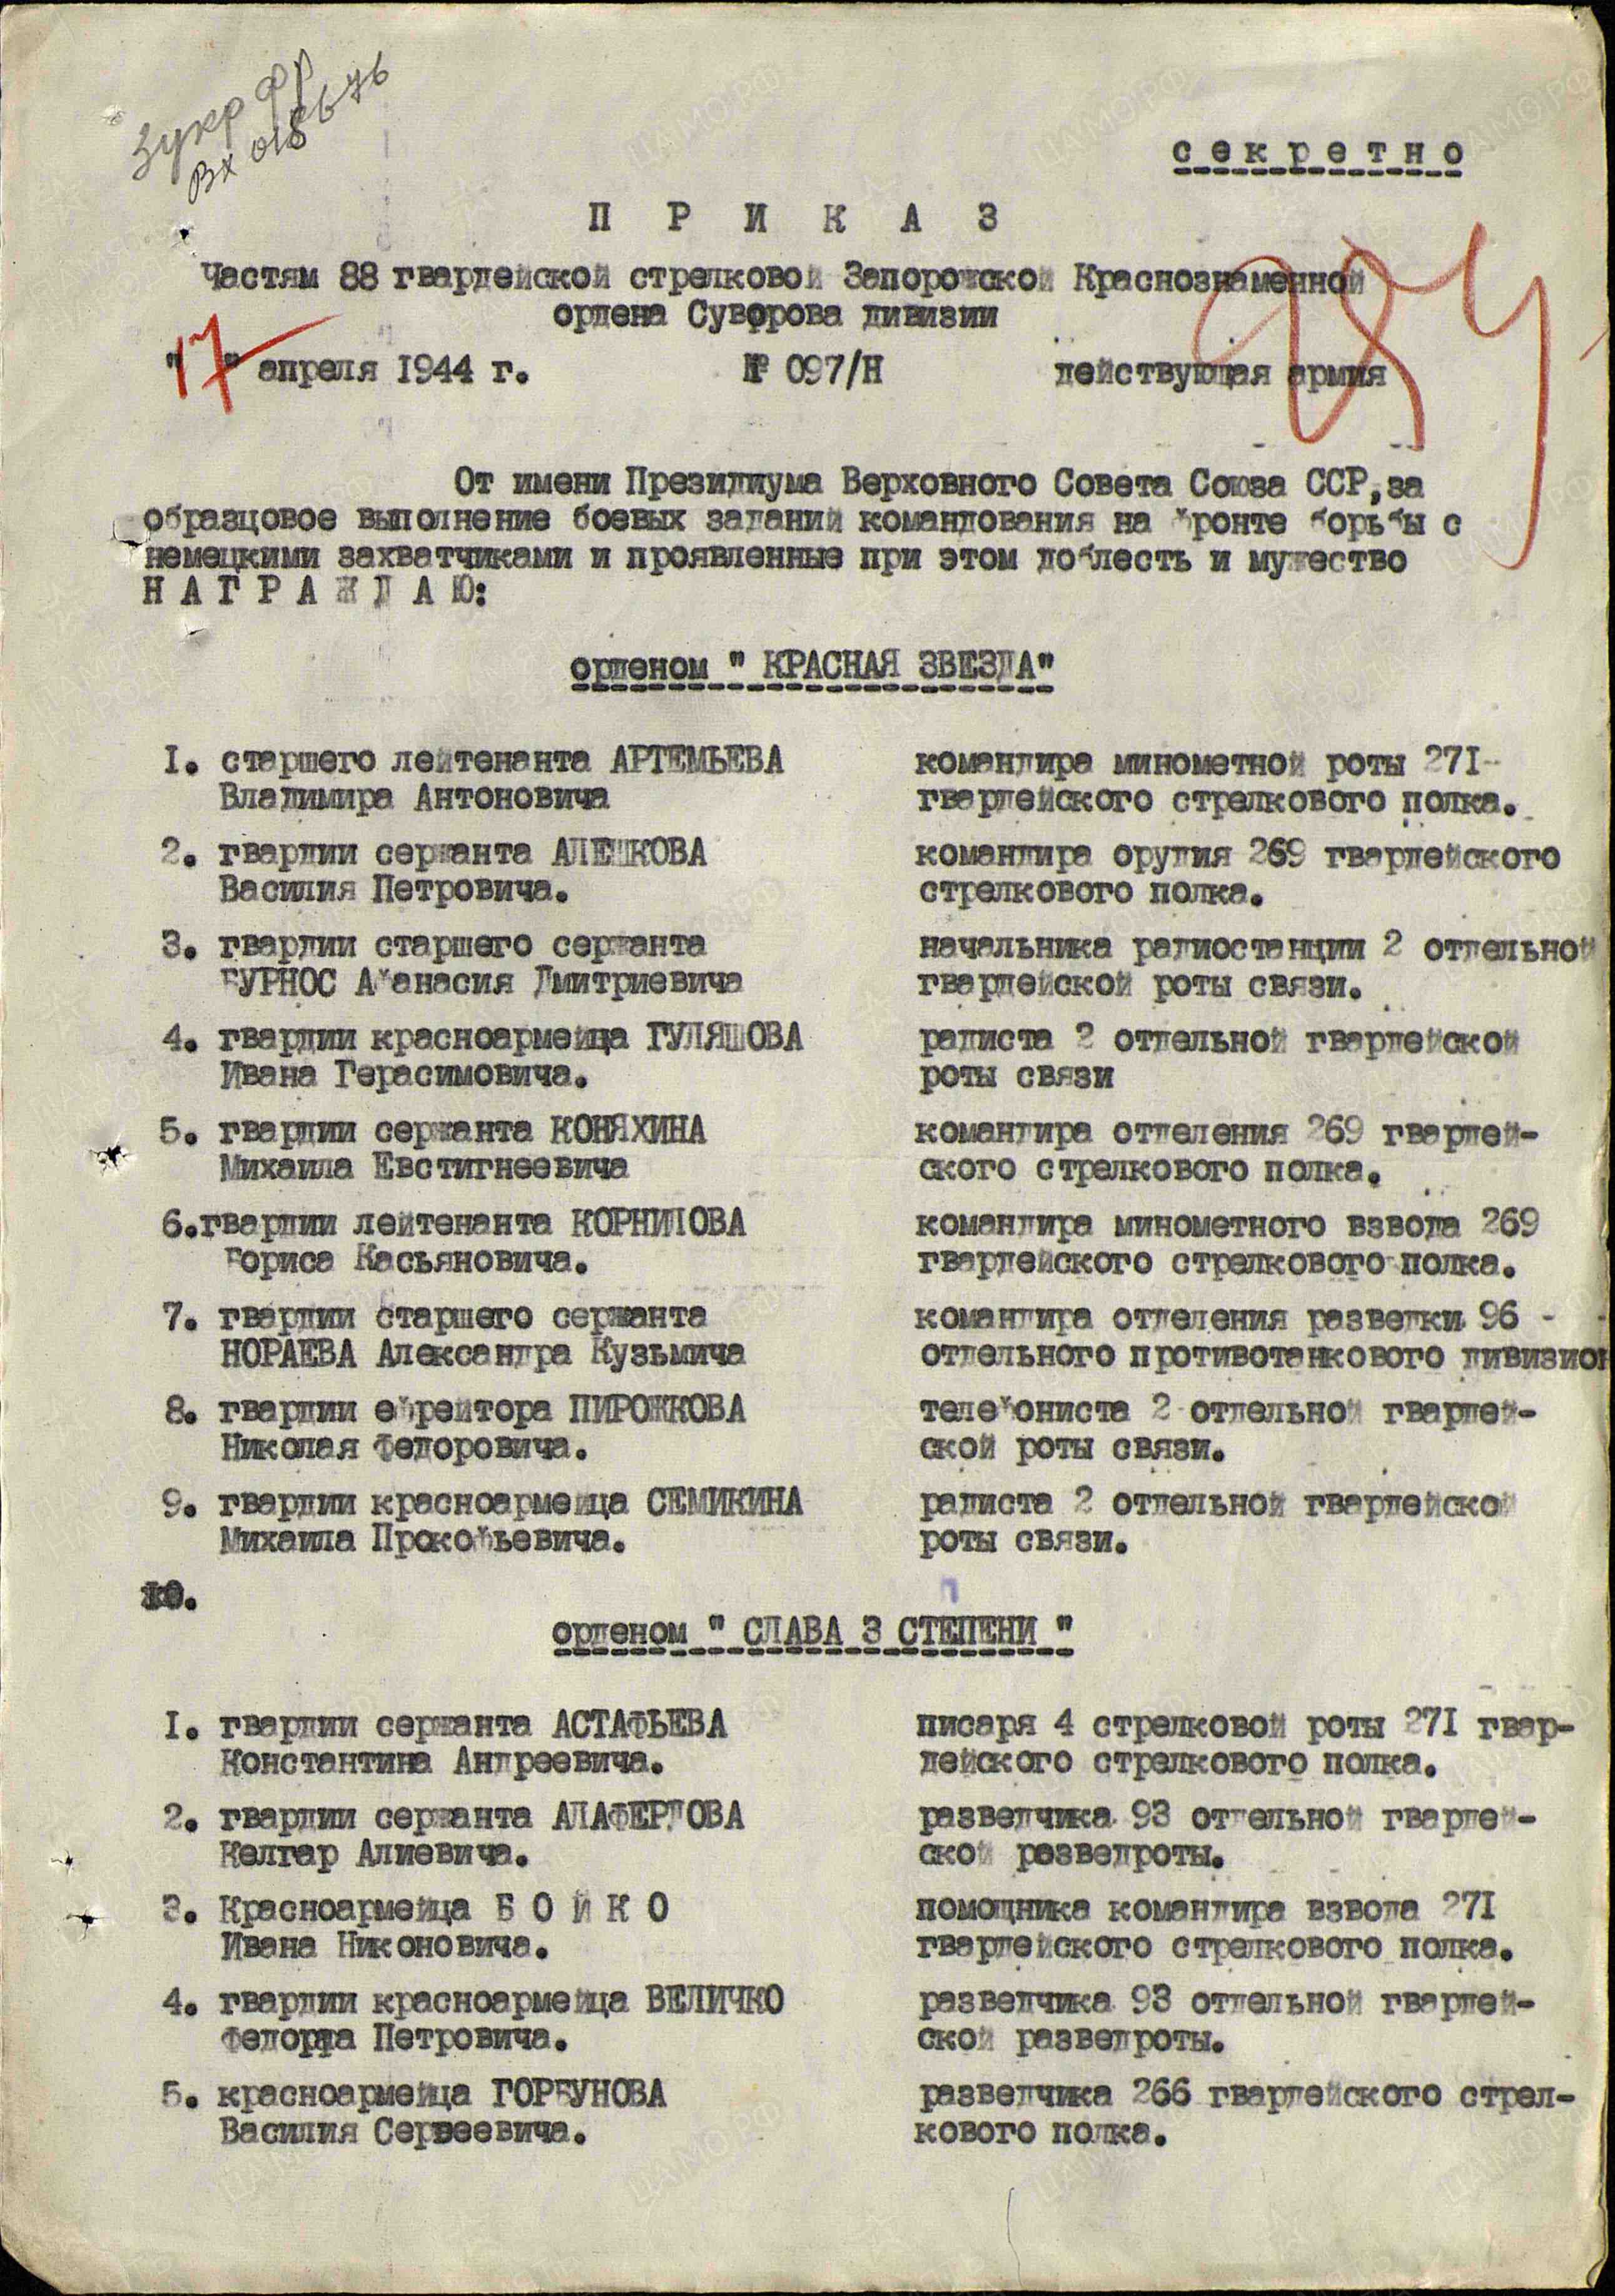 3 укр фр
Вх 018676
секретно
П Р И К А З
Частям 88 гвардейской стрелковой Запорожской Краснознаменной
ордена Суворова дивизии
"17" апреля 1944 г. № 097/Н действующая армия
От имени Президиума Верховного Совета Союза ССР, за
образцовое выполнение боевых заданий командования на фронте борьбы с
немецкими захватчиками и проявленные при этом доблесть и мужество
Н А Г Р А Ж Д А Ю:
орденом " КРАСНАЯ ЗВЕЗДА"
1. старшего лейтенанта АРТЕМЬЕВА командира минометной роты 271
Владимира Антоновича гвардейского стрелкового полка.
2. гвардии сержанта АЛЕШКОВА командира орудия 269 гвардейского
Василия Петровича. стрелкового полка.
3. гвардии старшего сержанта начальника радиостанции 2 отдельной
БУРНОС Афанасия Дмитриевича гвардейской роты связи.
4. гвардии красноармейца ГУЛЯШОВА радиста 2 отдельной гвардейской
Ивана Герасимовича. роты связи
5. гвардии сержанта КОНЯХИНА командира отделения 269 гвардей-
Михаила Евстигнеевича ского стрелкового полка.
6.гвардии лейтенанта КОРНИЛОВА командира минометного взвода 269
Бориса Касьяновича. гвардейского стрелкового полка.
7. гвардии старшего сержанта командира отделения разведки 96 -
НОРАЕВА Александра Кузьмича отдельного противотанкового дивизион
8. гвардии ефрейтора ПИРОЖКОВА телефониста 2 отдельной гвардей-
Николая Федоровича. ской роты связи.
9. гвардии красноармейца СЕМИКИНА радиста 2 отдельной гвардейской
Михаила Прокофьевича. роты связи.
10.
орденом " СЛАВА 3 СТЕПЕНИ "
1. гвардии сержанта АСТАФЬЕВА писаря 4 стрелковой роты 271 гвар-
Константина Андреевича. дейского стрелкового полка.
2. гвардии сержанта АЛАФЕРДОВА разведчика 93 отдельной гвардей-
Келгар Алиевича. ской разведроты.
3. Красноармейца Б О Й К О помощника командира взвода 271
Ивана Никоновича. гвардейского стрелкового полка.
4. гвардии красноармейца ВЕЛИЧКО разведчика 93 отдельной гвардей-
Федора Петровича. ской разведроты.
5. красноармейца ГОРБУНОВА разведчика 266 гвардейского стрел-
Василия Сергеевича. кового полка.